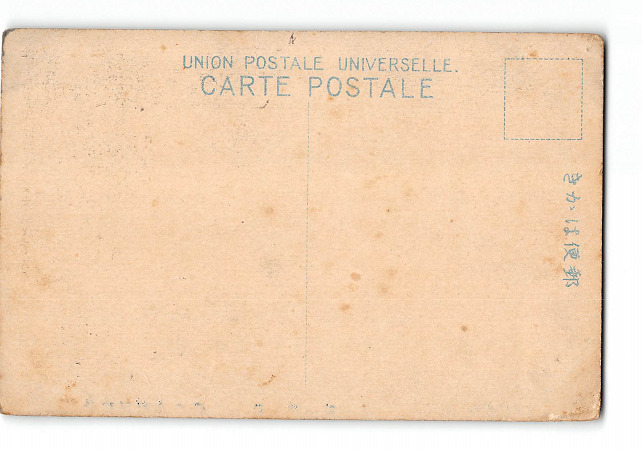 UNION POSTALE UNIVERSELLE.
CARTE POSTALE
きかは便郵